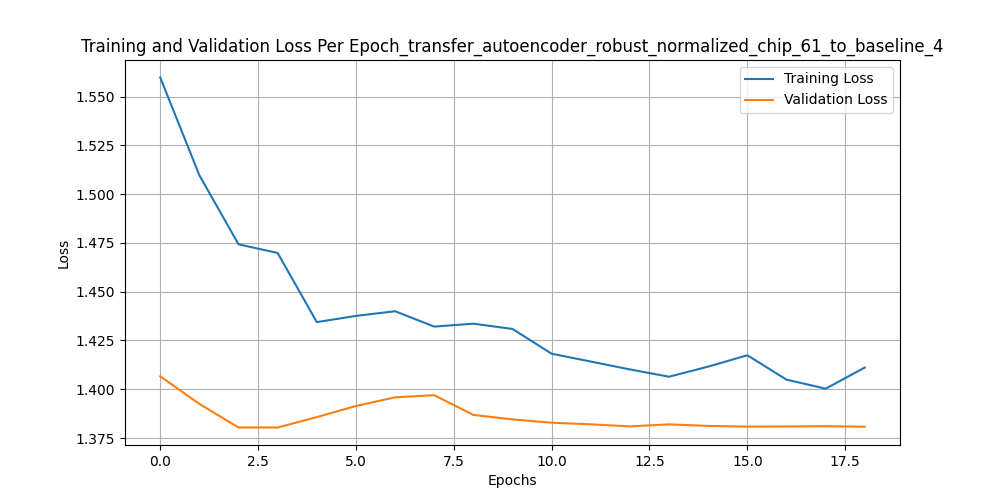 Training and Validation Loss Per Epoch_transfer_autoencoder_robust_normalized_chip_61_to_baseline_4
Training Loss
Validation Loss
1.550
1.525
1.500
1.475
1.450
1.425
1.400
1.375
Loss
0.0 2.5 5.0 7.5 10.0 12.5 15.0 17.5
Epochs